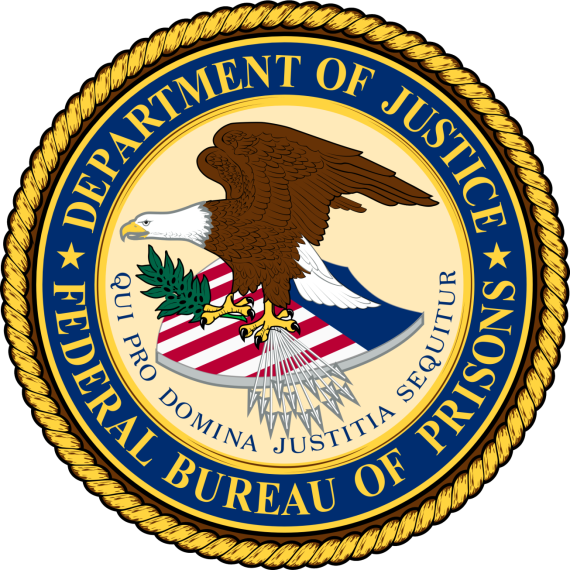 DEPARTMENT OF JUSTICE
FEDERAL BUREAU OF PRISONS
QUI PRO DOMINA JUSTITIA SEQUITUR